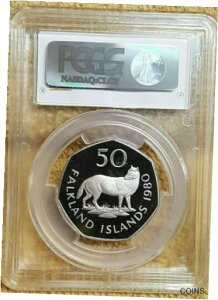 PCGS
NASDAQ:CLCT
50
FALKLAND ISLANDS 1980
COINS